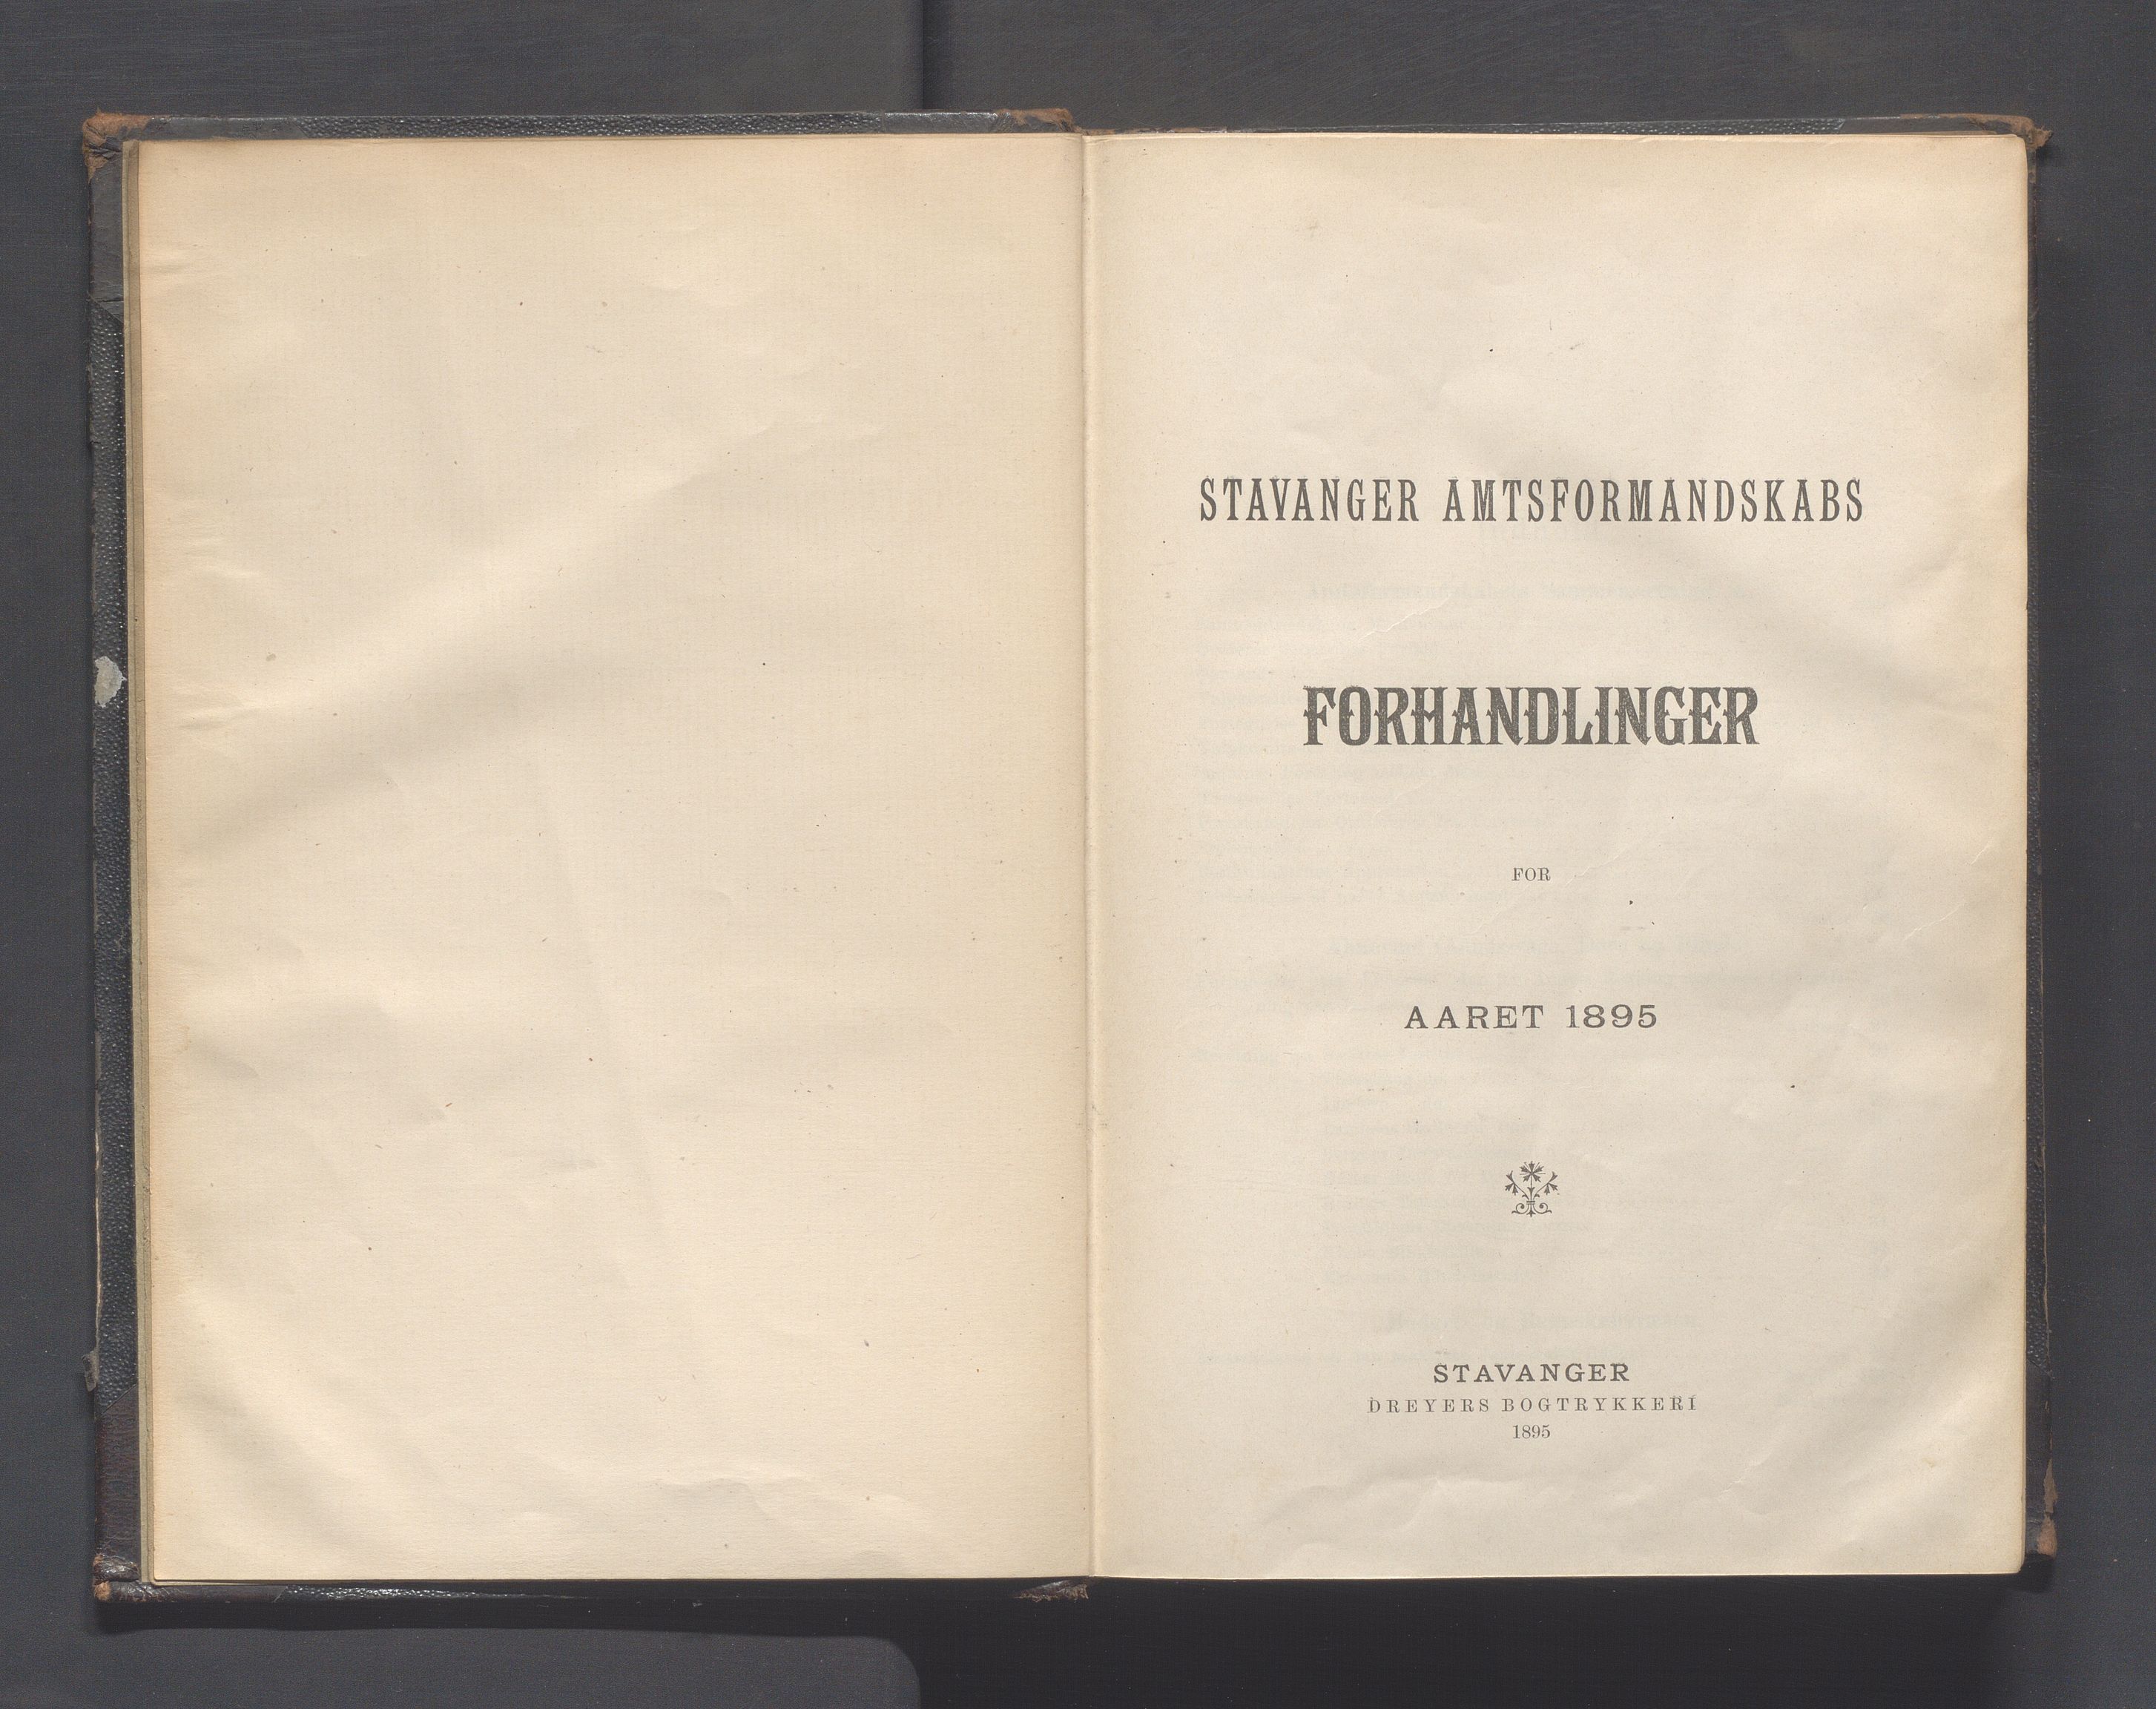 STAVANGER AMTSFORMANDSKABS
FORHANDLINGER
FOR
AARET 1895
STAVANGER
DREYERS BOGTRYKKERI
1895